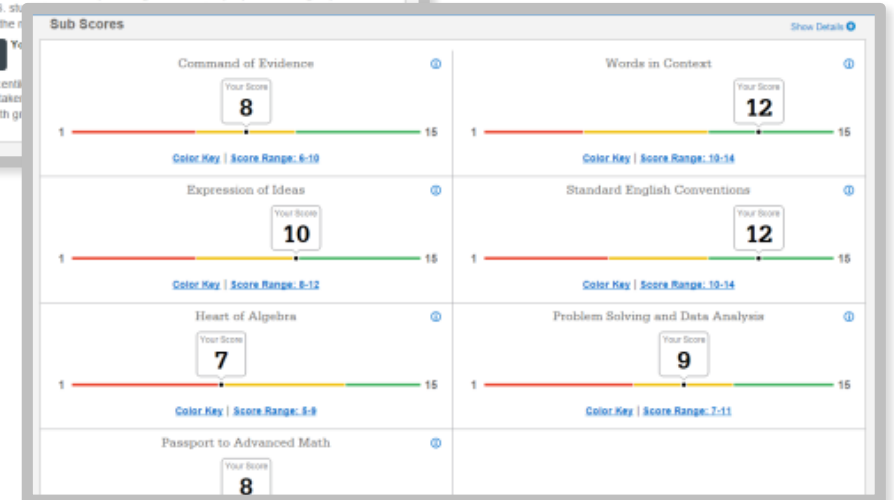 Sub Scores
Show Details
Command of Evidence
Your Score
8
1
15
Color Key | Score Range: 6-10
Words in Context
Your Score
12
1
15
Color Key | Score Range: 10-14
Expression of Ideas
Your Score
10
1
15
Color Key | Score Range: 8-12
Standard English Conventions
Your Score
12
1
15
Color Key | Score Range: 10-14
Heart of Algebra
Your Score
7
1
15
Color Key | Score Range: 5-9
Problem Solving and Data Analysis
Your Score
9
1
15
Color Key | Score Range: 7-11
Passport to Advanced Math
Your Score
8